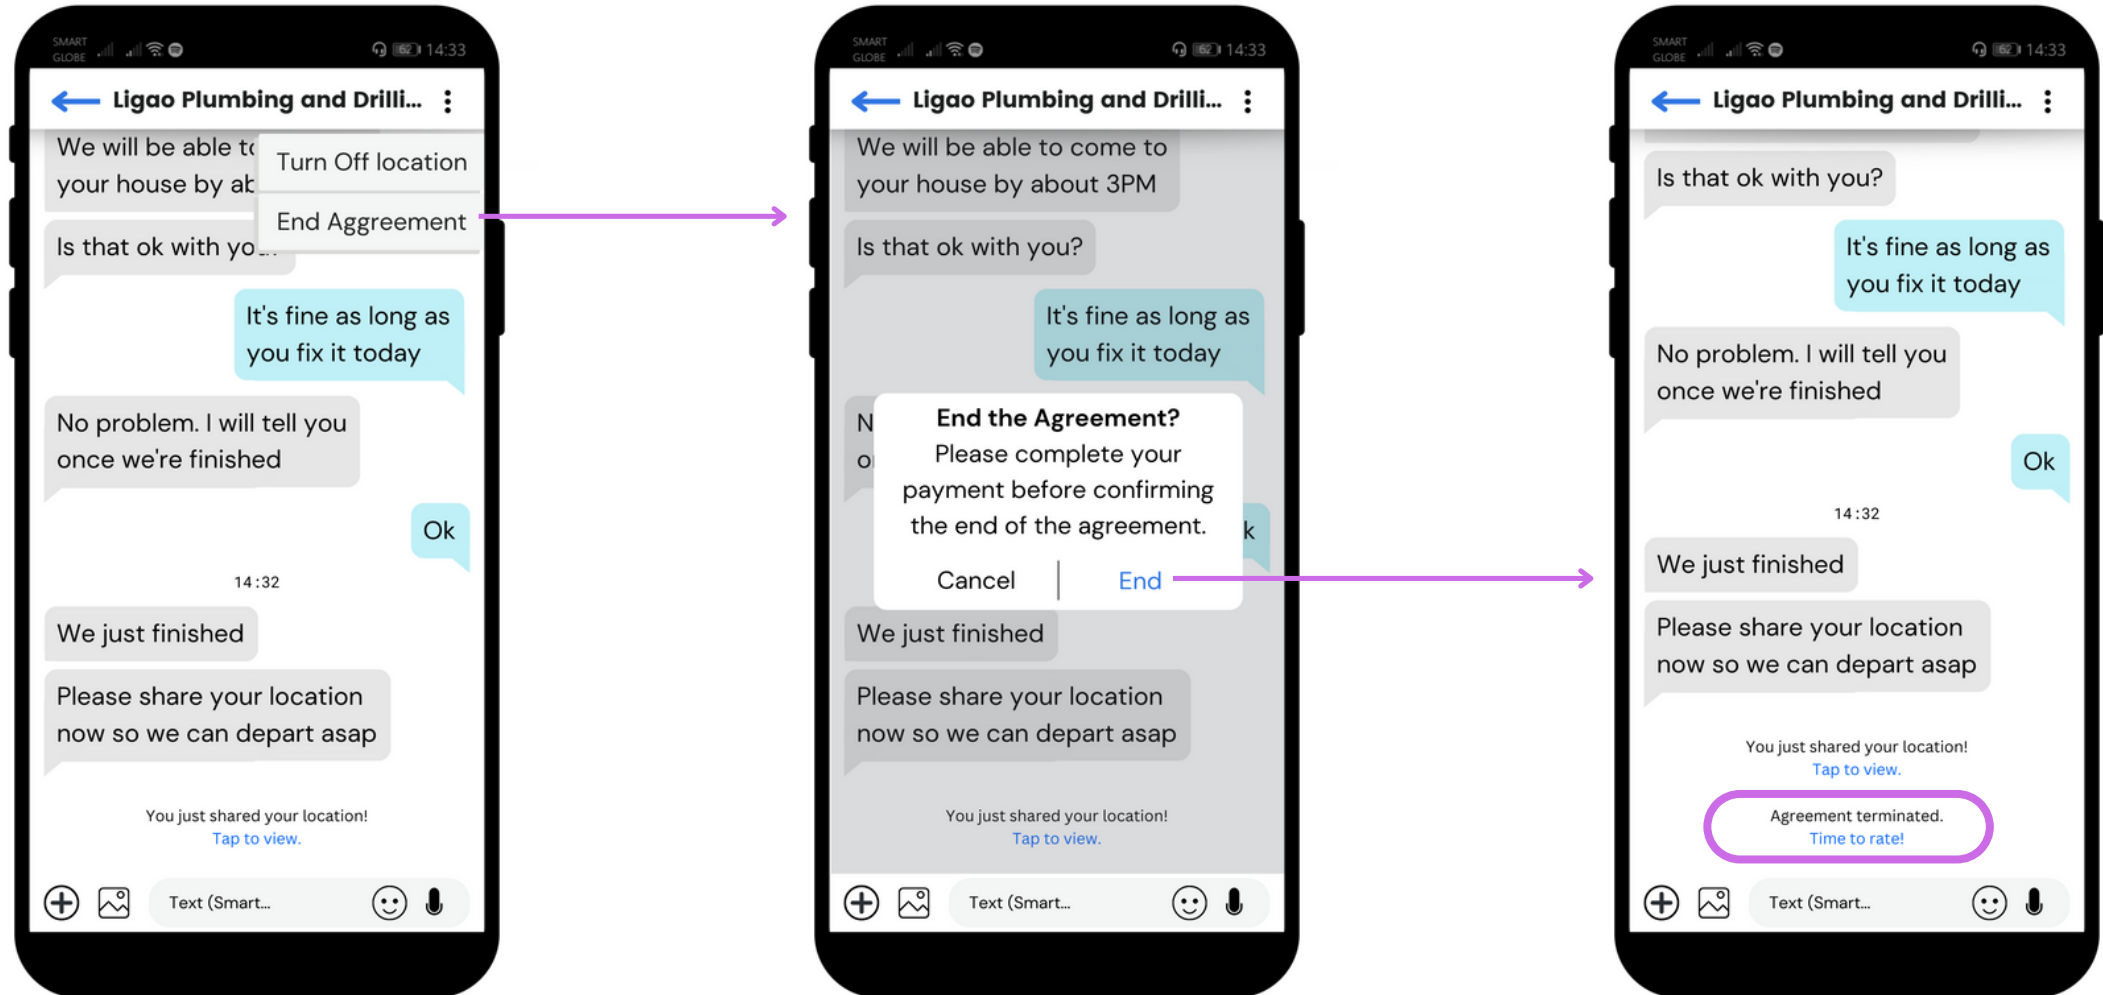 SMART
GLOBE
62
14:33
Ligao Plumbing and Drilli...
We will be able to
your house by ab
Turn Off location
End Aggreement
Is that ok with yo
It's fine as long as
you fix it today
No problem. I will tell you
once we're finished
Ok
14:32
We just finished
Please share your location
now so we can depart asap
You just shared your location!
Tap to view.
Text (Smart...
SMART
GLOBE
62
14:33
Ligao Plumbing and Drilli...
We will be able to come to
your house by about 3PM
Is that ok with you?
It's fine as long as
you fix it today
N
o
k
End the Agreement?
Please complete your
payment before confirming
the end of the agreement.
Cancel
End
We just finished
Please share your location
now so we can depart asap
You just shared your location!
Tap to view.
Text (Smart...
SMART
GLOBE
62
14:33
Ligao Plumbing and Drilli...
Is that ok with you?
It's fine as long as
you fix it today
No problem. I will tell you
once we're finished
Ok
14:32
We just finished
Please share your location
now so we can depart asap
You just shared your location!
Tap to view.
Agreement terminated.
Time to rate!
Text (Smart...